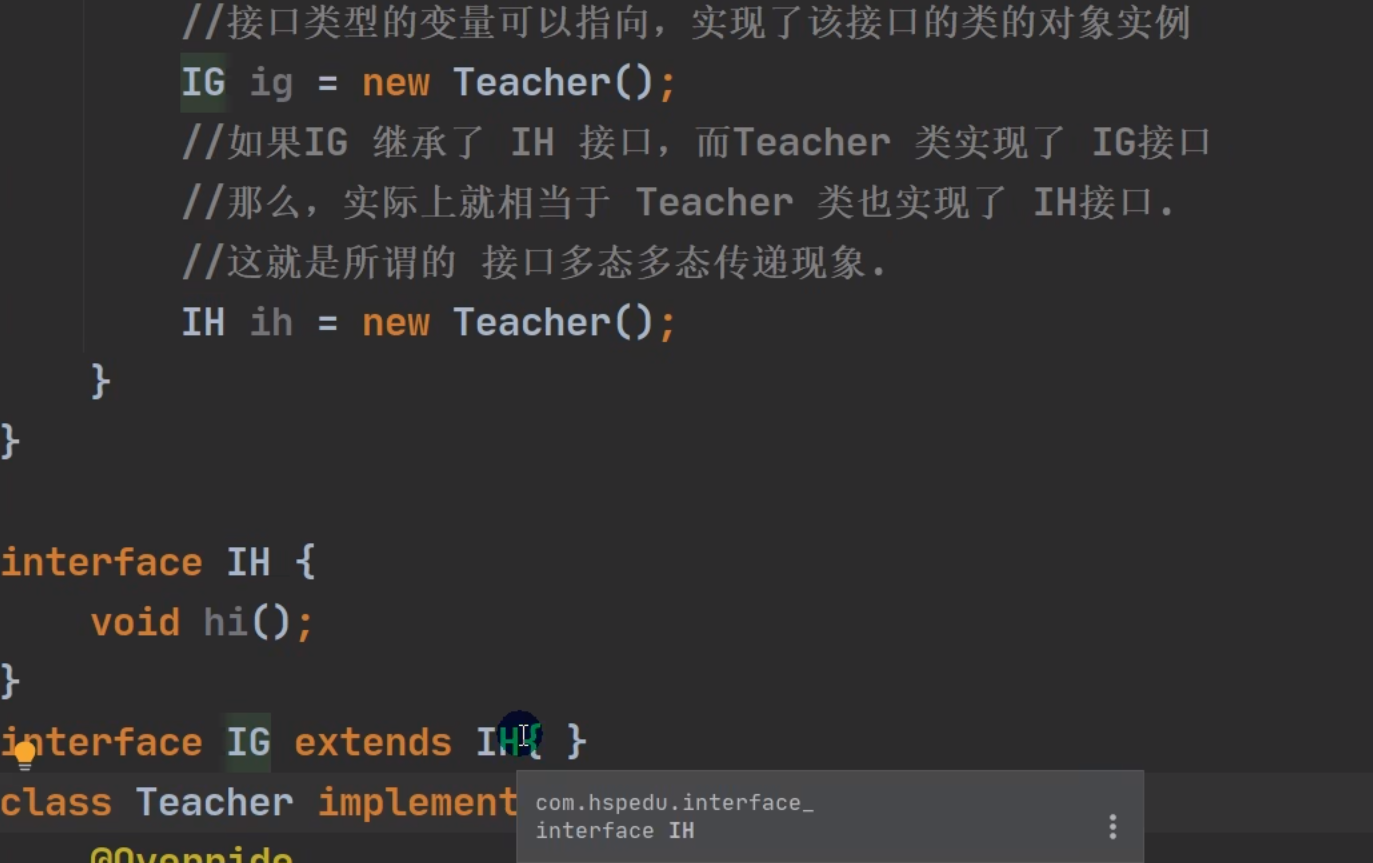 //接口类型的变量可以指向，实现了该接口的类的对象实例
IG ig = new Teacher();
//如果IG 继承了 IH 接口，而Teacher 类实现了 IG接口
//那么，实际上就相当于 Teacher 类也实现了 IH接口.
//这就是所谓的 接口多态多态传递现象.
IH ih = new Teacher();
}
}
interface IH {
void hi();
}
interface IG extends IH{ }
class Teacher implement
com.hspedu.interface_
interface IH
@Override